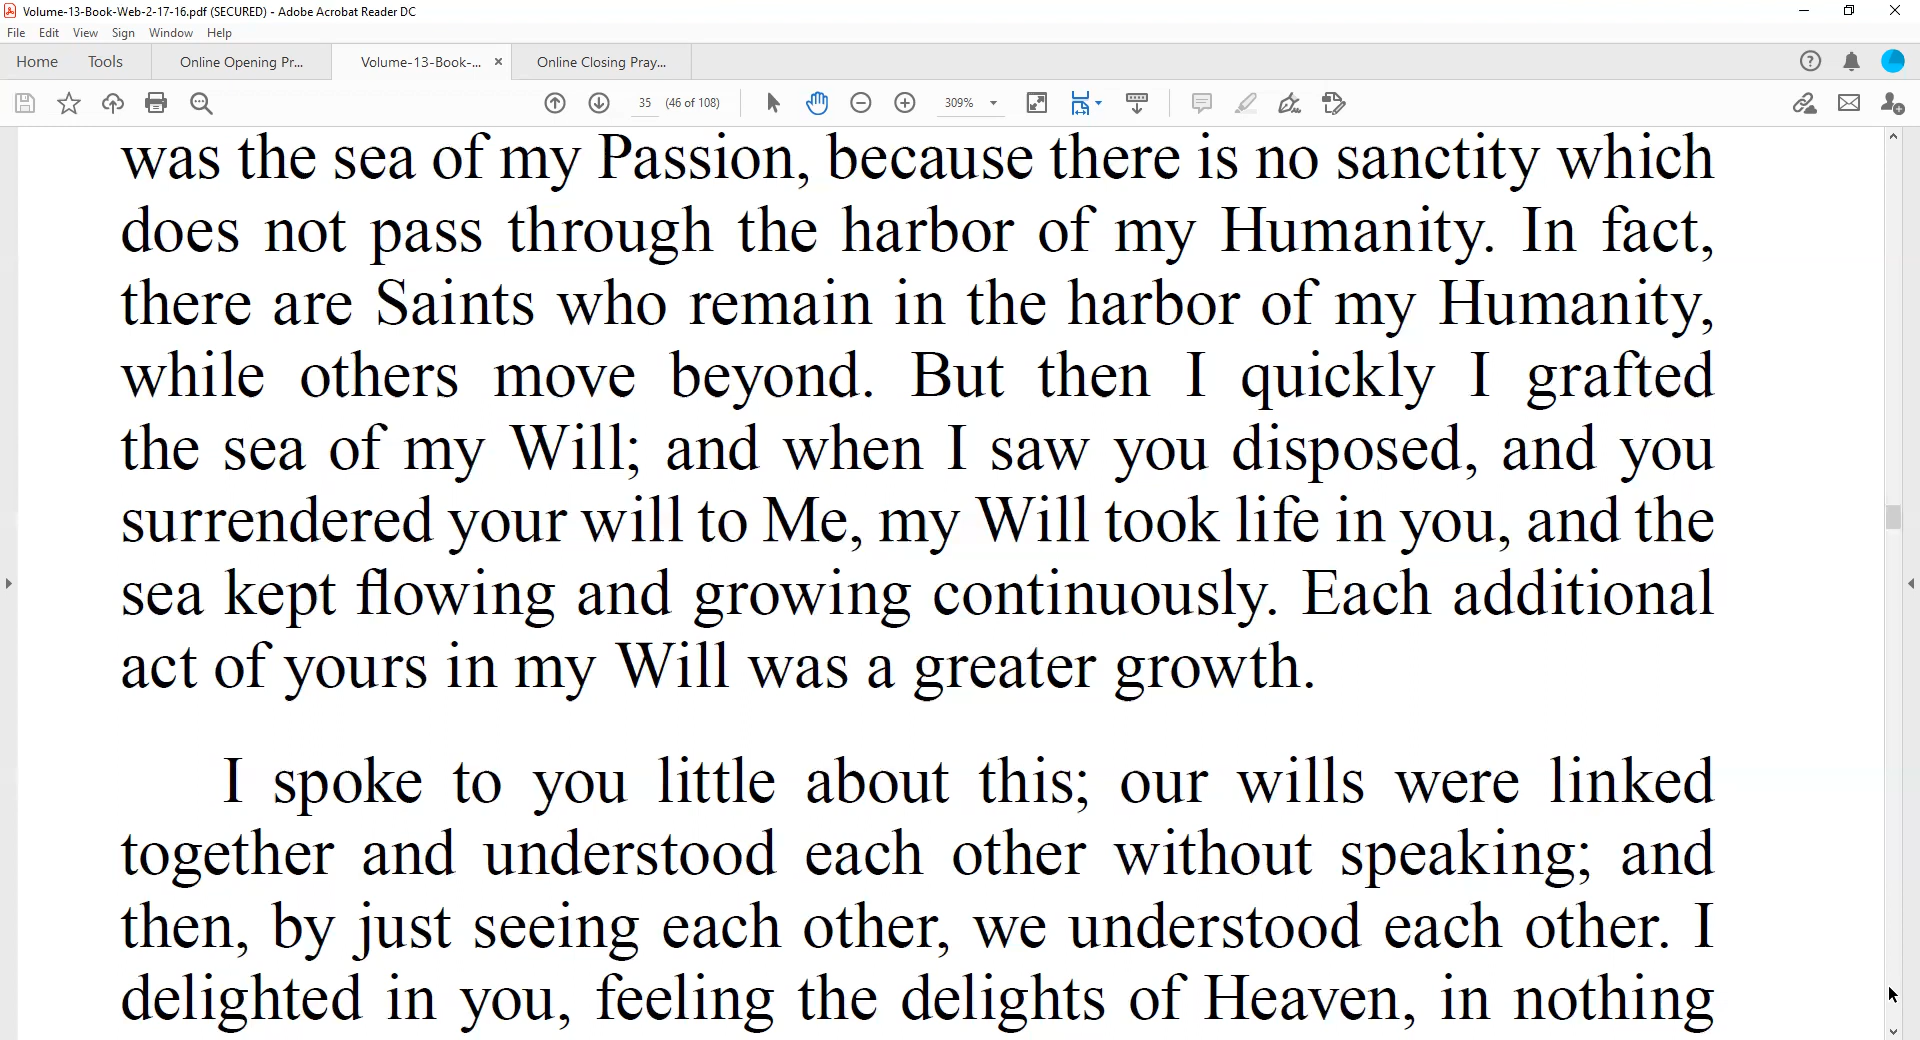 Volume-13-Book-Web-2-17-16.pdf (SECURED) - Adobe Acrobat Reader DC
File Edit View Sign Window Help
Home Tools Online Opening Pr... Volume-13-Book-... × Online Closing Pray...
35 (46 of 108) 309%
was the sea of my Passion, because there is no sanctity which
does not pass through the harbor of my Humanity. In fact,
there are Saints who remain in the harbor of my Humanity,
while others move beyond. But then I quickly I grafted
the sea of my Will; and when I saw you disposed, and you
surrendered your will to Me, my Will took life in you, and the
sea kept flowing and growing continuously. Each additional
act of yours in my Will was a greater growth.
I spoke to you little about this; our wills were linked
together and understood each other without speaking; and
then, by just seeing each other, we understood each other. I
delighted in you, feeling the delights of Heaven, in nothing